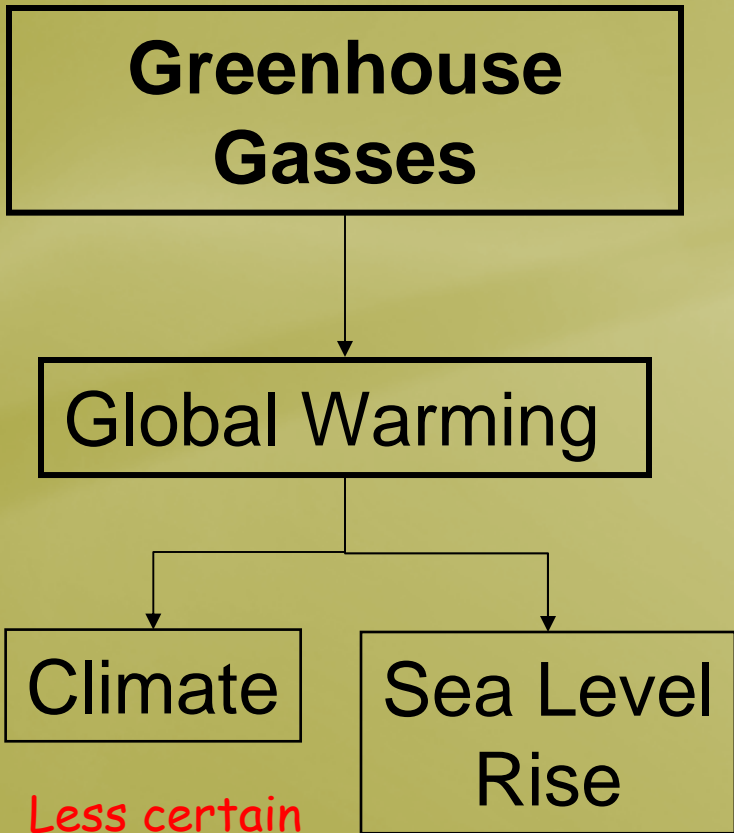 Greenhouse
Gasses
Global Warming
Climate
Sea Level
Rise
Less certain